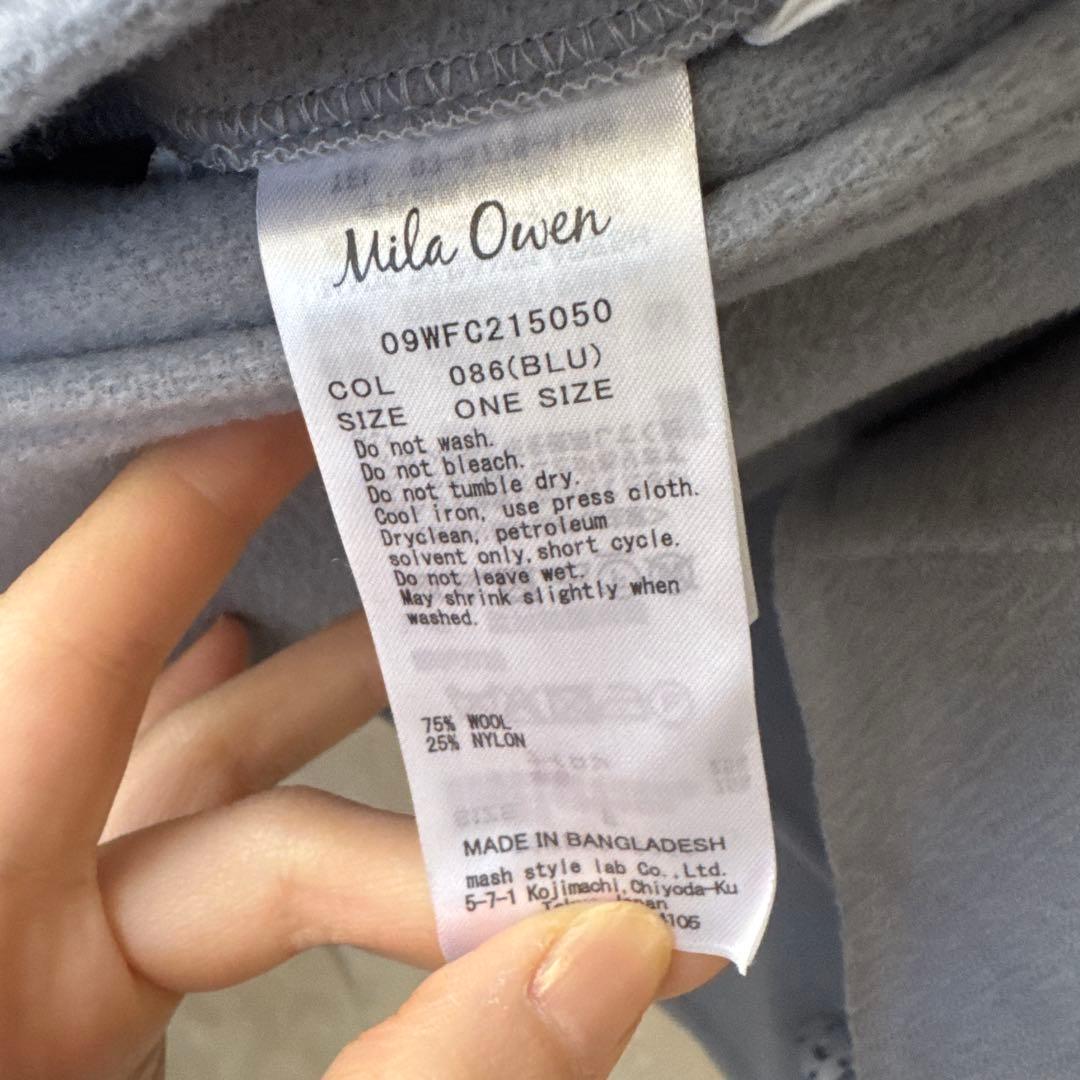 Mila Owen
09WFC215050
COL 086(BLU)
SIZE ONE SIZE
Do not wash.
Do not bleach.
Do not tumble dry.
Cool iron, use press cloth.
Dryclean, petroleum
solvent only, short cycle.
Do not leave wet.
May shrink slightly when
washed.
75% WOOL
25% NYLON
MADE IN BANGLADESH
mash style lab Co.,Ltd.
5-7-1 Kojimachi,Chiyoda-Ku